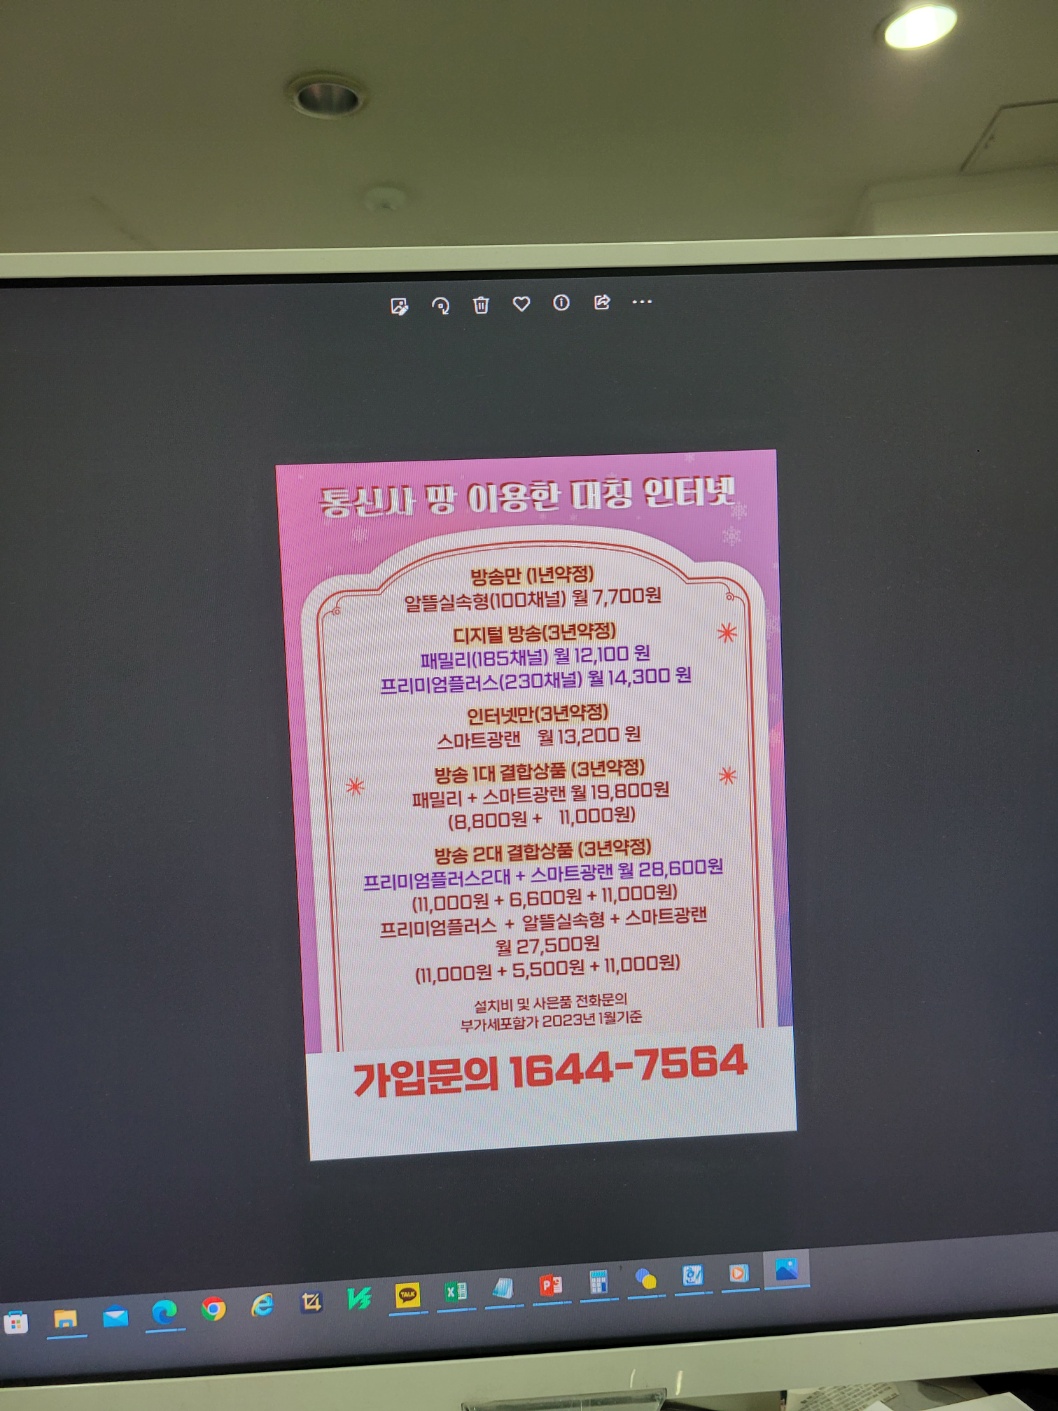 통신사 망 이용한 대칭 인터넷
방송만 (1년약정)
알뜰실속형(100채널) 월 7,700원
디지털 방송(3년약정)
패밀리(185채널) 월 12,100 원
프리미엄플러스(230채널) 월 14,300 원
인터넷만(3년약정)
스마트광랜 월 13,200 원
방송 1대 결합상품 (3년약정)
패밀리 + 스마트광랜 월 19,800원
(8,800원 + 11,000원)
방송 2대 결합상품 (3년약정)
프리미엄플러스2대 + 스마트광랜 월 28,600원
(11,000원 + 6,600원 + 11,000원)
프리미엄플러스 + 알뜰실속형 + 스마트광랜
월 27,500원
(11,000원 + 5,500원 + 11,000원)
설치비 및 사은품 전화문의
부가세포함가 2023년 1월기준
가입문의 1644-7564
TALK